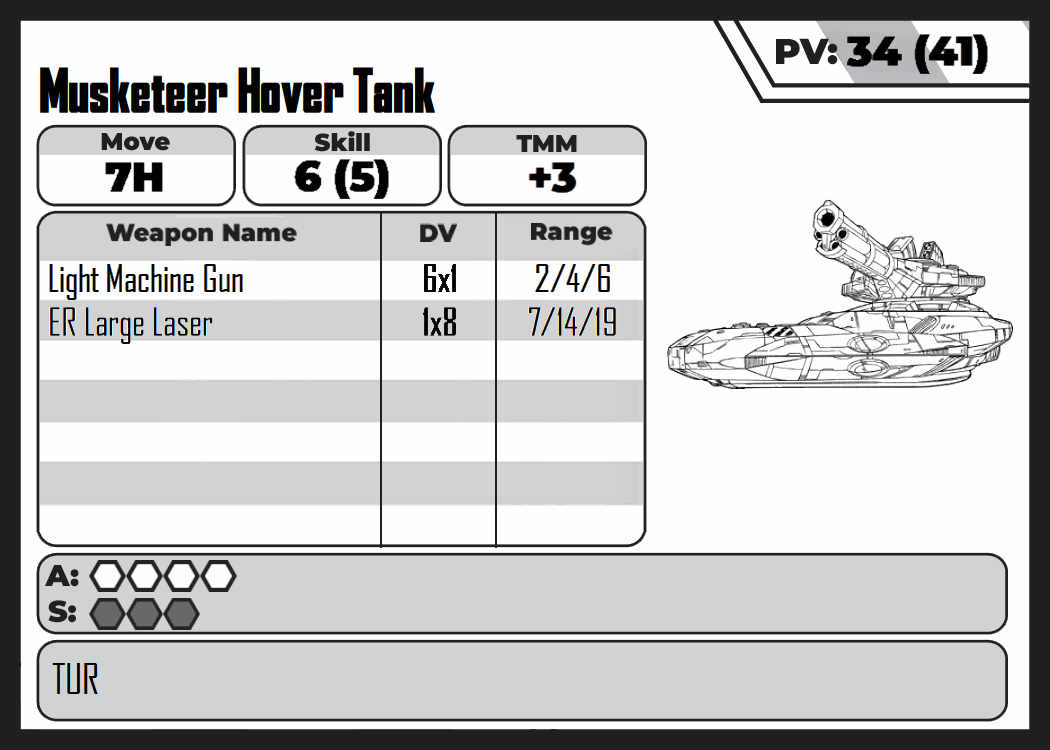 PV: 34 (41)
Musketeer Hover Tank
Move Skill TMM
7H 6 (5) +3
Weapon Name DV Range
Light Machine Gun 6x1 2/4/6
ER Large Laser 1x8 7/14/19
A:
S:
TUR